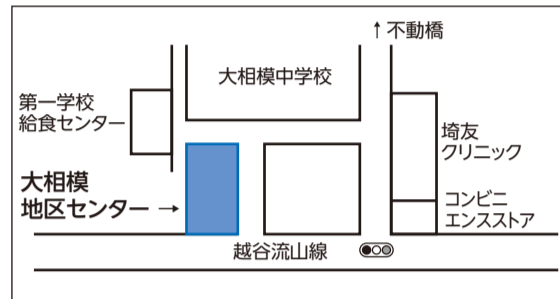 ↑不動橋
大相模中学校
第一学校
給食センター
埼友
クリニック
大相模
地区センター →
コンビニ
エンスストア
越谷流山線